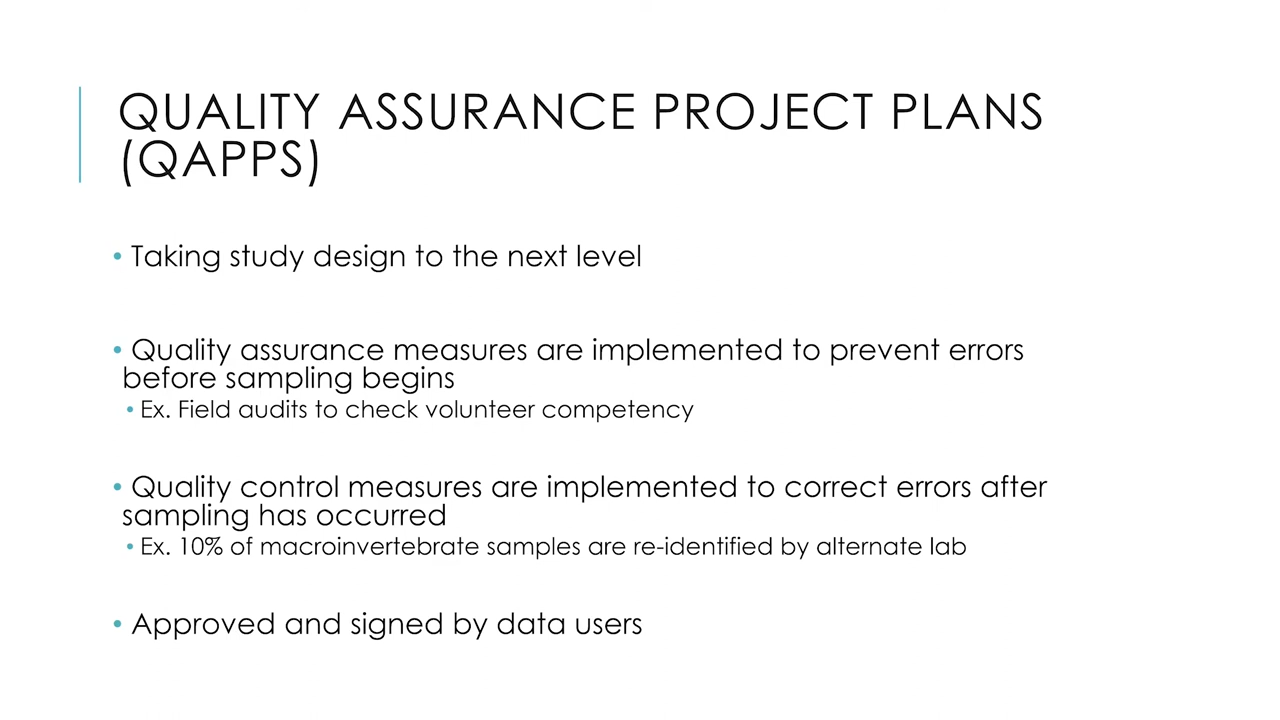 QUALITY ASSURANCE PROJECT PLANS
(QAPPS)
• Taking study design to the next level
• Quality assurance measures are implemented to prevent errors
before sampling begins
• Ex. Field audits to check volunteer competency
• Quality control measures are implemented to correct errors after
sampling has occurred
• Ex. 10% of macroinvertebrate samples are re-identified by alternate lab
• Approved and signed by data users